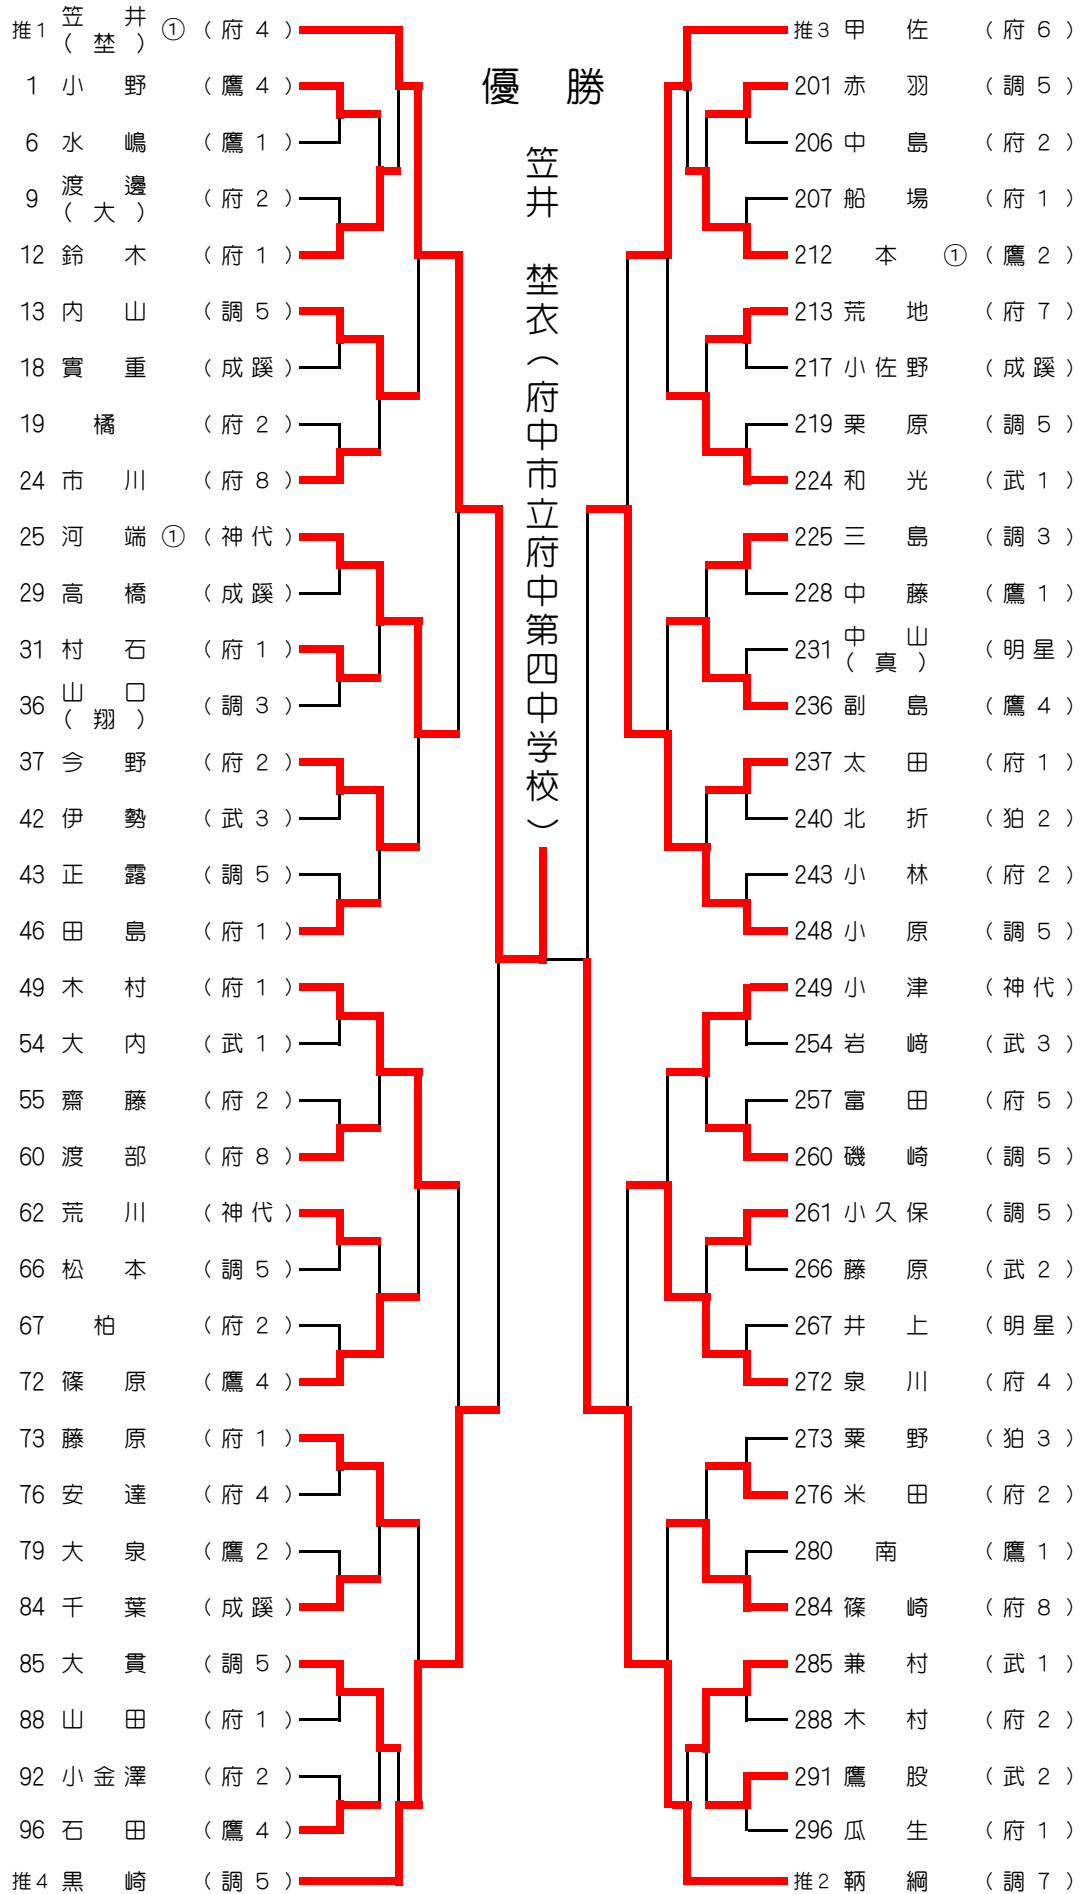 優　勝
笠井　埜衣（府中市立府中第四中学校）
推1 笠井（埜） ① （府４）
1 小野 （鷹４）
6 水嶋 （鷹１）
9 渡邊（大） （府２）
12 鈴木 （府１）
13 内山 （調５）
18 實重 （成蹊）
19 橘 （府２）
24 市川 （府８）
25 河端 ① （神代）
29 高橋 （成蹊）
31 村石 （府１）
36 山口（翔） （調３）
37 今野 （府２）
42 伊勢 （武３）
43 正露 （調５）
46 田島 （府１）
49 木村 （府１）
54 大内 （武１）
55 齋藤 （府２）
60 渡部 （府８）
62 荒川 （神代）
66 松本 （調５）
67 柏 （府２）
72 篠原 （鷹４）
73 藤原 （府１）
76 安達 （府４）
79 大泉 （鷹２）
84 千葉 （成蹊）
85 大貫 （調５）
88 山田 （府１）
92 小金澤 （府２）
96 石田 （鷹４）
推4 黒崎 （調５）
推3 甲佐 （府６）
201 赤羽 （調５）
206 中島 （府２）
207 船場 （府１）
212 本 ① （鷹２）
213 荒地 （府７）
217 小佐野 （成蹊）
219 栗原 （調５）
224 和光 （武１）
225 三島 （調３）
228 中藤 （鷹１）
231 中山（真） （明星）
236 副島 （鷹４）
237 太田 （府１）
240 北折 （狛２）
243 小林 （府２）
248 小原 （調５）
249 小津 （神代）
254 岩﨑 （武３）
257 富田 （府５）
260 磯崎 （調５）
261 小久保 （調５）
266 藤原 （武２）
267 井上 （明星）
272 泉川 （府４）
273 粟野 （狛３）
276 米田 （府２）
280 南 （鷹１）
284 篠崎 （府８）
285 兼村 （武１）
288 木村 （府２）
291 鷹股 （武２）
296 瓜生 （府１）
推2 鞆綱 （調７）